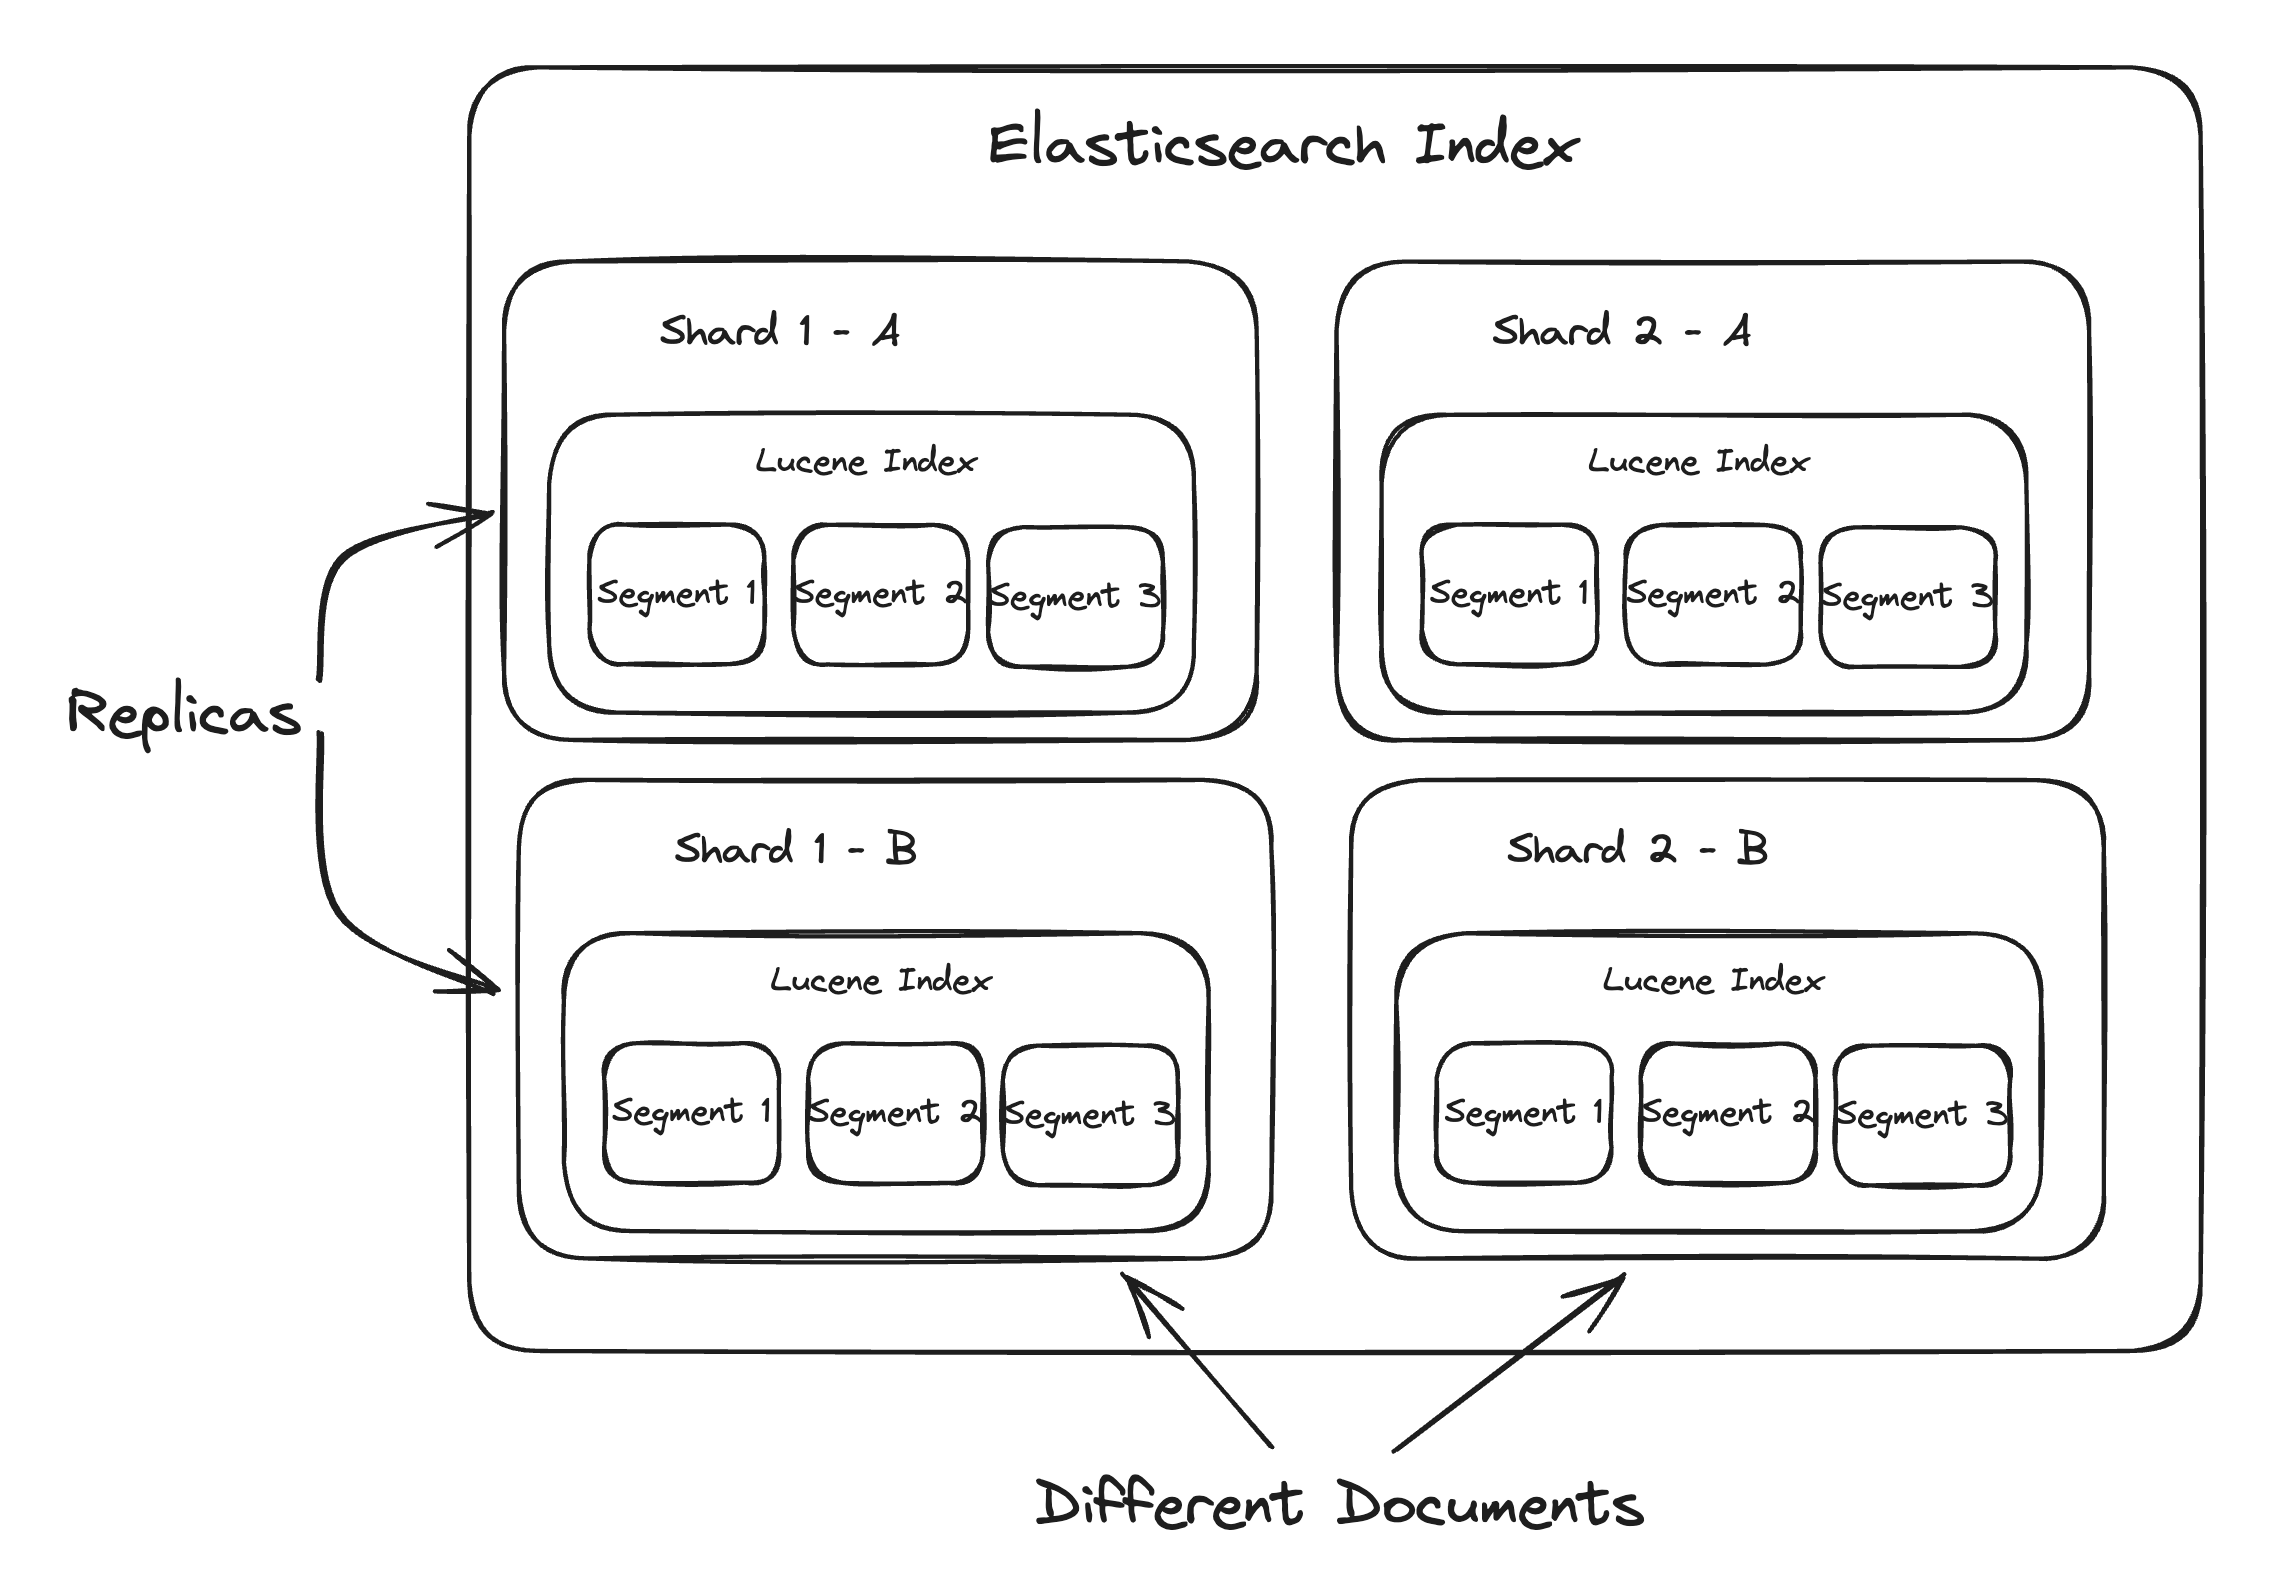 Elasticsearch Index
Shard 1 - A
Lucene Index
Segment 1
Segment 2
Segment 3
Shard 2 - A
Lucene Index
Segment 1
Segment 2
Segment 3
Replicas
Shard 1 - B
Lucene Index
Segment 1
Segment 2
Segment 3
Shard 2 - B
Lucene Index
Segment 1
Segment 2
Segment 3
Different Documents